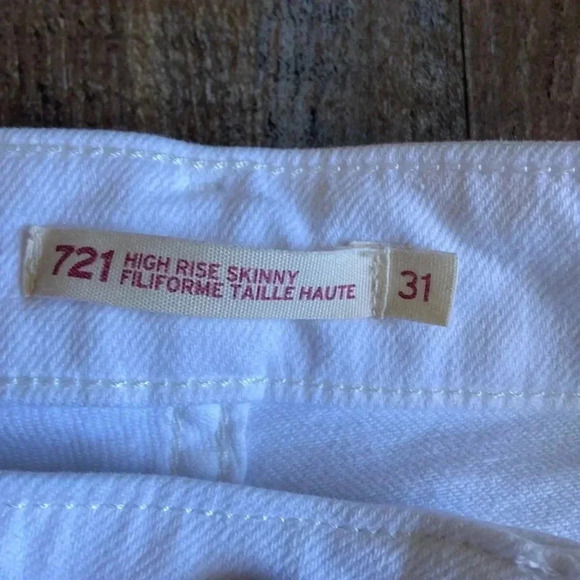 721 HIGH RISE SKINNY
FILIFORME TAILLE HAUTE
31